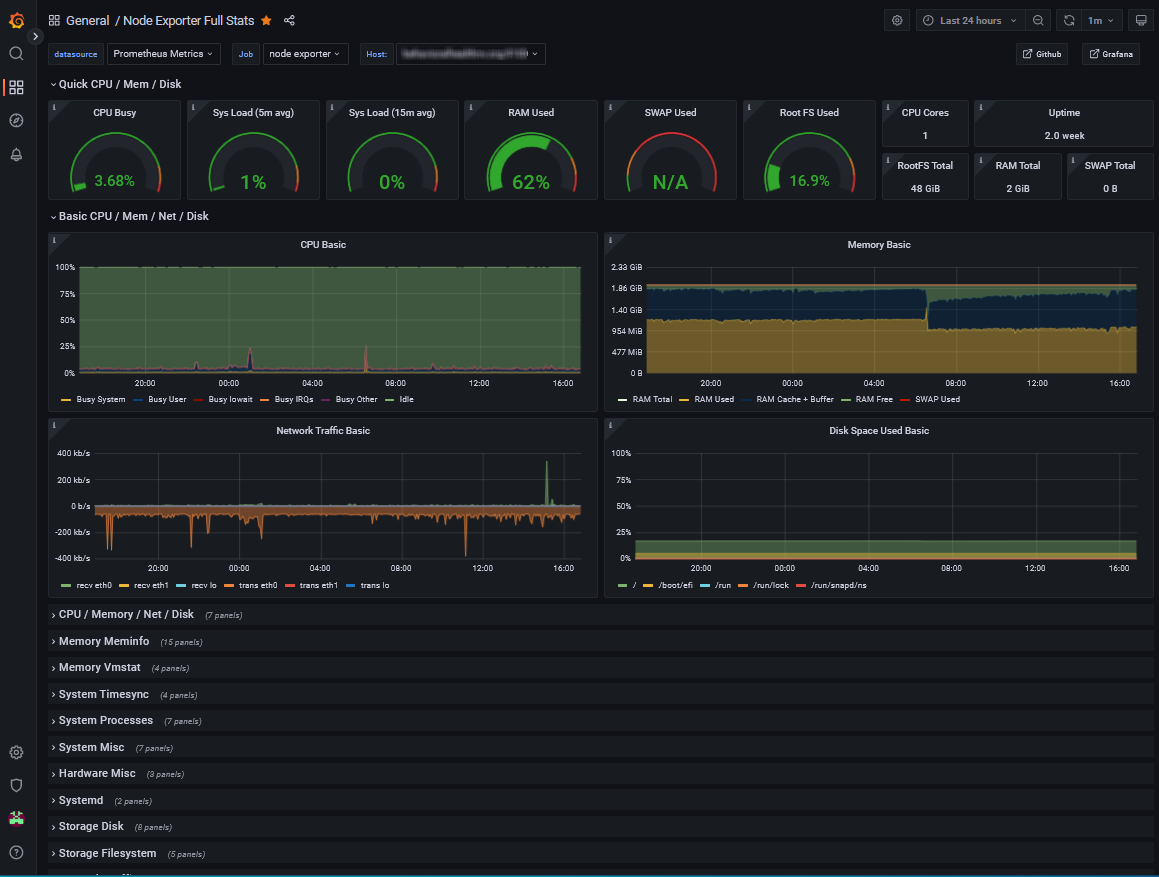 General / Node Exporter Full Stats
Last 24 hours
1m
datasource Prometheus Metrics Job node exporter Host:
Github Grafana
Quick CPU / Mem / Disk
CPU Busy
3.68%
Sys Load (5m avg)
1%
Sys Load (15m avg)
0%
RAM Used
62%
SWAP Used
N/A
Root FS Used
16.9%
CPU Cores
1
Uptime
2.0 week
RootFS Total
48 GiB
RAM Total
2 GiB
SWAP Total
0 B
Basic CPU / Mem / Net / Disk
CPU Basic
100%
75%
50%
25%
0%
20:00 00:00 04:00 08:00 12:00 16:00
Busy System Busy User Busy Iowait Busy IRQs Busy Other Idle
Memory Basic
2.33 GiB
1.86 GiB
1.40 GiB
954 MiB
477 MiB
0 B
20:00 00:00 04:00 08:00 12:00 16:00
RAM Total RAM Used RAM Cache + Buffer RAM Free SWAP Used
Network Traffic Basic
400 kb/s
200 kb/s
0 b/s
-200 kb/s
-400 kb/s
20:00 00:00 04:00 08:00 12:00 16:00
recv eth0 recv eth1 recv lo trans eth0 trans eth1 trans lo
Disk Space Used Basic
100%
75%
50%
25%
0%
20:00 00:00 04:00 08:00 12:00 16:00
/ /boot/efi /run /run/lock /run/snapd/ns
CPU / Memory / Net / Disk (7 panels)
Memory Meminfo (15 panels)
Memory Vmstat (4 panels)
System Timesync (4 panels)
System Processes (7 panels)
System Misc (7 panels)
Hardware Misc (3 panels)
Systemd (2 panels)
Storage Disk (8 panels)
Storage Filesystem (5 panels)